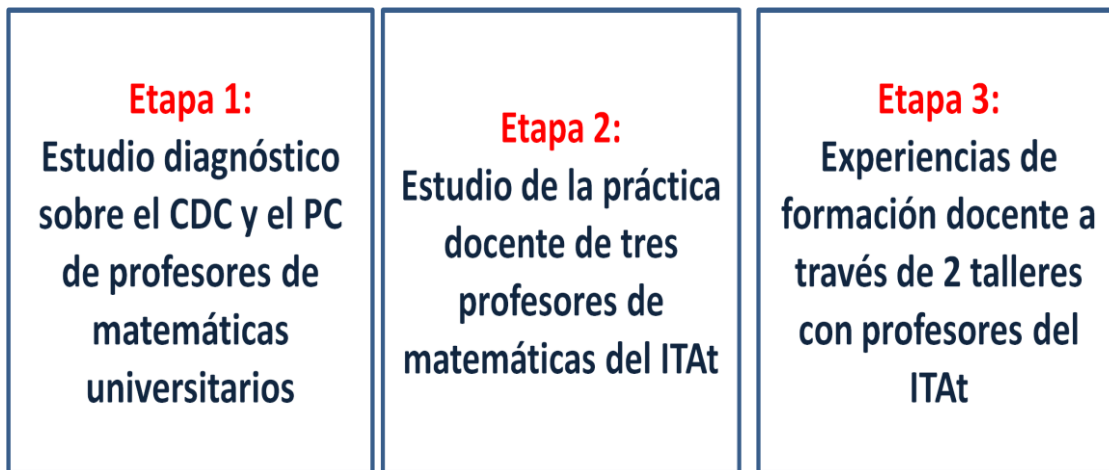 Etapa 1:
Estudio diagnóstico
sobre el CDC y el PC
de profesores de
matemáticas
universitarios
Etapa 2:
Estudio de la práctica
docente de tres
profesores de
matemáticas del ITAt
Etapa 3:
Experiencias de
formación docente a
través de 2 talleres
con profesores del
ITAt